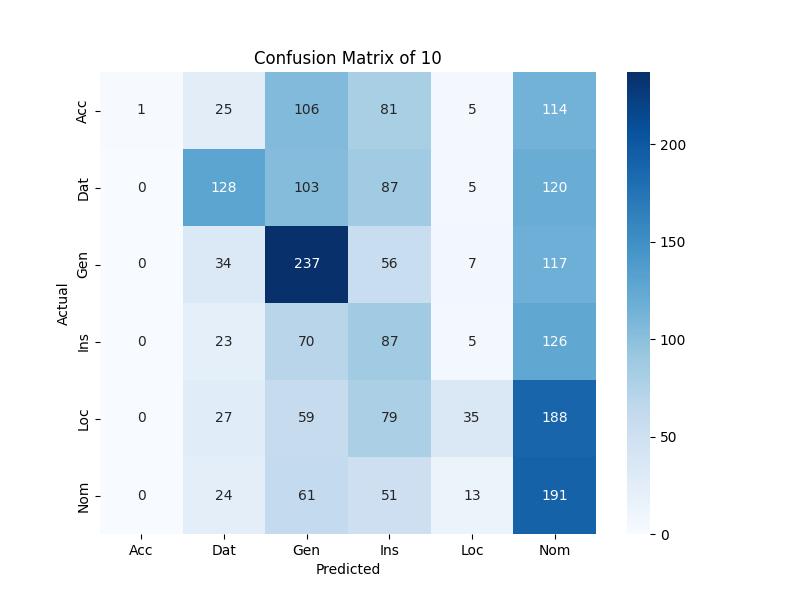 Confusion Matrix of 10
Acc 1 25 106 81 5 114
Dat 0 128 103 87 5 120
Gen 0 34 237 56 7 117
Ins 0 23 70 87 5 126
Loc 0 27 59 79 35 188
Nom 0 24 61 51 13 191
Acc Dat Gen Ins Loc Nom
Predicted
Actual
200
150
100
50
0